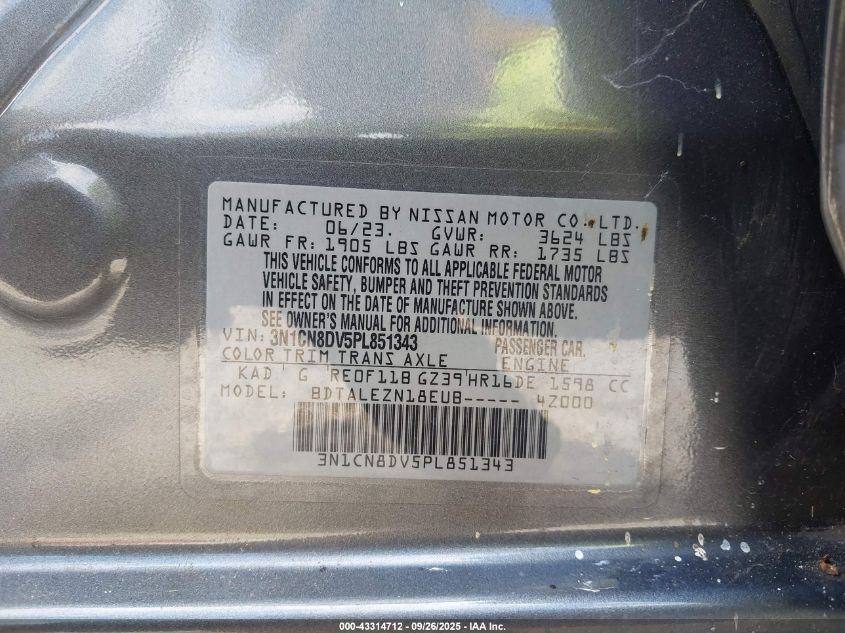 MANUFACTURED BY NISSAN MOTOR CO., LTD.
DATE: 06/23. GVWR: 3624 LBS
GAWR FR: 1905 LBS GAWR RR: 1735 LBS
THIS VEHICLE CONFORMS TO ALL APPLICABLE FEDERAL MOTOR
VEHICLE SAFETY, BUMPER AND THEFT PREVENTION STANDARDS
IN EFFECT ON THE DATE OF MANUFACTURE SHOWN ABOVE.
SEE OWNER'S MANUAL FOR ADDITIONAL INFORMATION.
VIN: 3N1CN8DV5PL851343 PASSENGER CAR.
COLOR TRIM TRANS AXLE ENGINE
KAD G RE0F11B GZ39 HR16DE 1598 CC
MODEL: BDTALEZN18EUB----- 4Z000
3N1CN8DV5PL851343
000-43314712 - 09/26/2025 - IAA Inc.